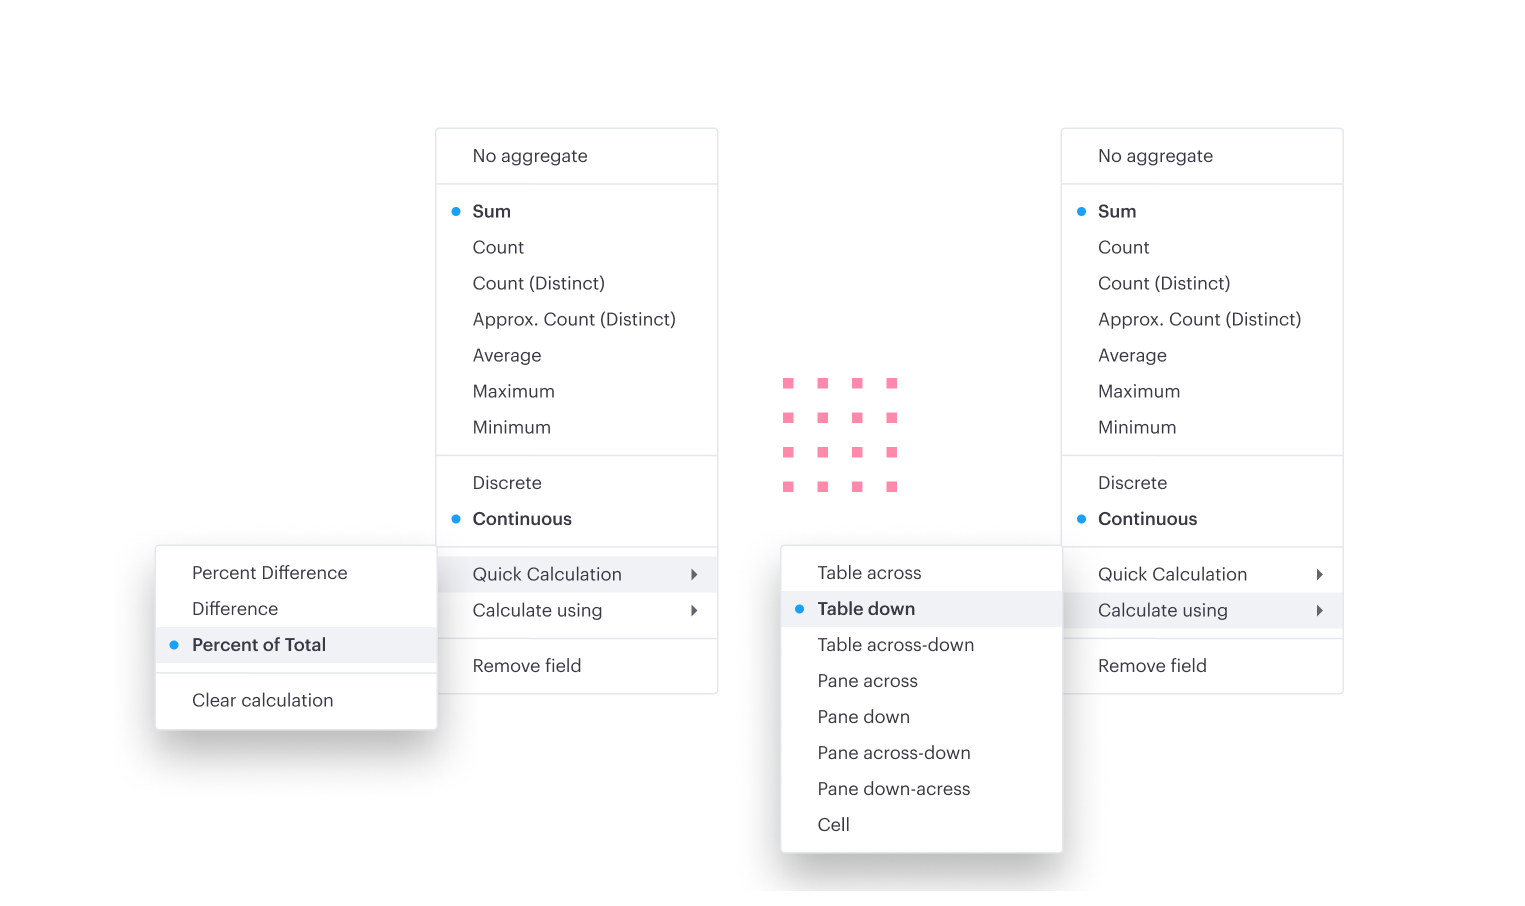 No aggregate
Sum
Count
Count (Distinct)
Approx. Count (Distinct)
Average
Maximum
Minimum
Discrete
Continuous
Quick Calculation
Calculate using
Remove field
Percent Difference
Difference
Percent of Total
Clear calculation
No aggregate
Sum
Count
Count (Distinct)
Approx. Count (Distinct)
Average
Maximum
Minimum
Discrete
Continuous
Quick Calculation
Calculate using
Remove field
Table across
Table down
Table across-down
Pane across
Pane down
Pane across-down
Pane down-acress
Cell